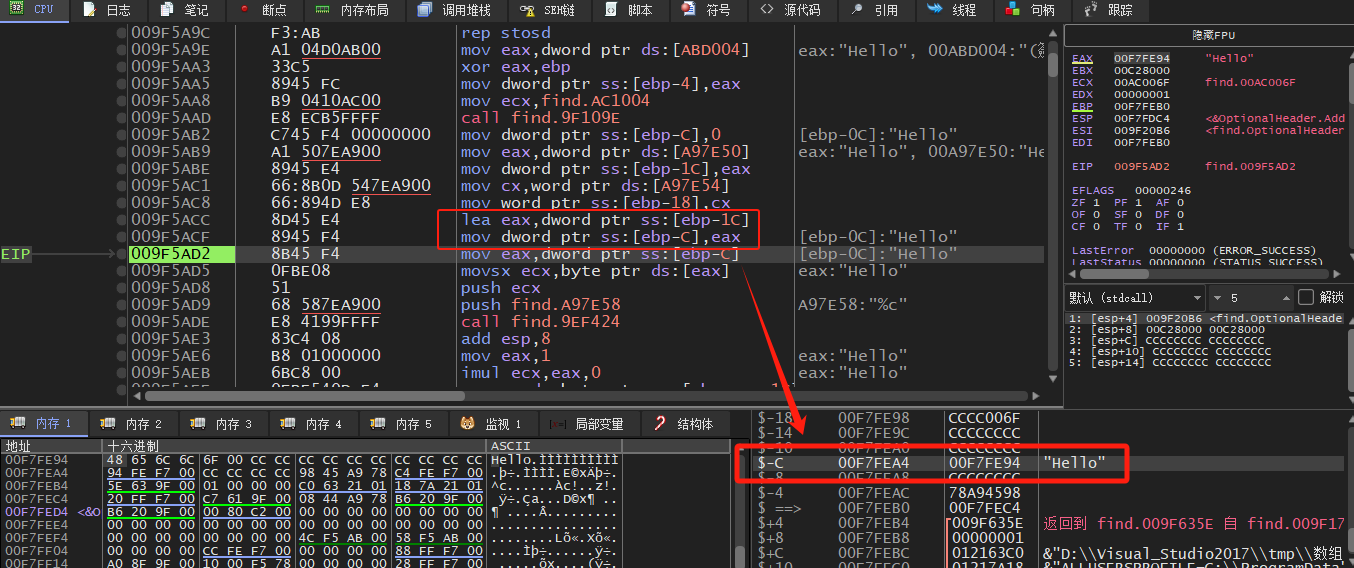 CPU 日志 笔记 断点 内存布局 调用堆栈 SEH链 脚本 符号 源代码 引用 线程 句柄 跟踪
009F5A9C F3:AB rep stosd
009F5A9E A1 04D0AB00 mov eax,dword ptr ds:[ABD004] eax:"Hello", 00ABD004:"(
009F5AA3 33C5 xor eax,ebp
009F5AA5 8945 FC mov dword ptr ss:[ebp-4],eax
009F5AA8 B9 0410AC00 mov ecx,find.AC1004
009F5AAD E8 ECB5FFFF call find.9F109E
009F5AB2 C745 F4 00000000 mov dword ptr ss:[ebp-C],0 [ebp-0C]:"Hello"
009F5AB9 A1 507EA900 mov eax,dword ptr ds:[A97E50] eax:"Hello", 00A97E50:"He
009F5ABE 8945 E4 mov dword ptr ss:[ebp-1C],eax
009F5AC1 66:8B0D 547EA900 mov cx,word ptr ds:[A97E54]
009F5AC8 66:894D E8 mov word ptr ss:[ebp-18],cx
009F5ACC 8D45 E4 lea eax,dword ptr ss:[ebp-1C]
009F5ACF 8945 F4 mov dword ptr ss:[ebp-C],eax [ebp-0C]:"Hello"
EIP 009F5AD2 8B45 F4 mov eax,dword ptr ss:[ebp-C] [ebp-0C]:"Hello"
009F5AD5 0FBE08 movsx ecx,byte ptr ds:[eax] eax:"Hello"
009F5AD8 51 push ecx
009F5AD9 68 587EA900 push find.A97E58 A97E58:"%c"
009F5ADE E8 4199FFFF call find.9EF424
009F5AE3 83C4 08 add esp,8
009F5AE6 B8 01000000 mov eax,1 eax:"Hello"
009F5AEB 6BC8 00 imul ecx,eax,0 eax:"Hello"
隐藏FPU
EAX 00F7FE94 "Hello"
EBX 00C28000
ECX 00AC006F find.00AC006F
EDX 00000001
EBP 00F7FEB0
ESP 00F7FDC4 <&OptionalHeader.Add
ESI 009F20B6 <find.OptionalHeader
EDI 00F7FEB0
EIP 009F5AD2 find.009F5AD2
EFLAGS 00000246
ZF 1 PF 1 AF 0
OF 0 SF 0 DF 0
CF 0 TF 0 IF 1
LastError 00000000 (ERROR_SUCCESS)
LastStatus 00000000 (STATUS_SUCCESS)
默认 (stdcall) 5 解锁
1: [esp+4] 009F20B6 <find.OptionalHeade
2: [esp+8] 00C28000 00C28000
3: [esp+C] CCCCCCCC CCCCCCCC
4: [esp+10] CCCCCCCC CCCCCCCC
5: [esp+14] CCCCCCCC CCCCCCCC
内存 1 内存 2 内存 3 内存 4 内存 5 监视 1 局部变量 结构体
地址 十六进制 ASCII
00F7FE94 48 65 6C 6C 6F 00 CC CC CC CC CC CC CC CC CC CC Hello.ÌÌÌÌÌÌÌÌÌÌ
00F7FEA4 94 FE F7 00 CC CC CC CC 98 45 A9 78 C4 FE F7 00 .þ÷.ÌÌÌÌ.E©xÄþ÷.
00F7FEB4 5E 63 9F 00 01 00 00 00 C0 63 21 01 18 7A 21 01 ^c......Àc!..z!.
00F7FEC4 20 FF F7 00 C7 61 9F 00 08 44 A9 78 B6 20 9F 00 ÿ÷.Ça...D©x¶ ..
00F7FED4 <&O B6 20 9F 00 00 80 C2 00 00 00 00 00 00 00 00 00 ¶ ....Â.........
00F7FEE4 00 00 00 00 00 00 00 00 00 00 00 00 00 00 00 00 ................
00F7FEF4 00 00 00 00 00 00 00 00 4C F5 AB 00 58 F5 AB 00 ........Lõ«.Xõ«.
00F7FF04 00 00 00 00 CC FE F7 00 00 00 00 00 88 FF F7 00 ....Ìþ÷......ÿ÷.
$-18 00F7FE98 CCCC006F
$-14 00F7FE9C CCCCCCCC
$-10 00F7FEA0 CCCCCCCC
$-C 00F7FEA4 00F7FE94 "Hello"
$-8 00F7FEA8 CCCCCCCC
$-4 00F7FEAC 78A94598
$ ==> 00F7FEB0 00F7FEC4
$+4 00F7FEB4 009F635E 返回到 find.009F635E 自 find.009F17
$+8 00F7FEB8 00000001
$+C 00F7FEBC 012163C0 &"D:\\Visual_Studio2017\\tmp\\数组
$+10 00F7FEC0 01217A18 &"ALLUSERSPROFILE=C:\\ProgramData"